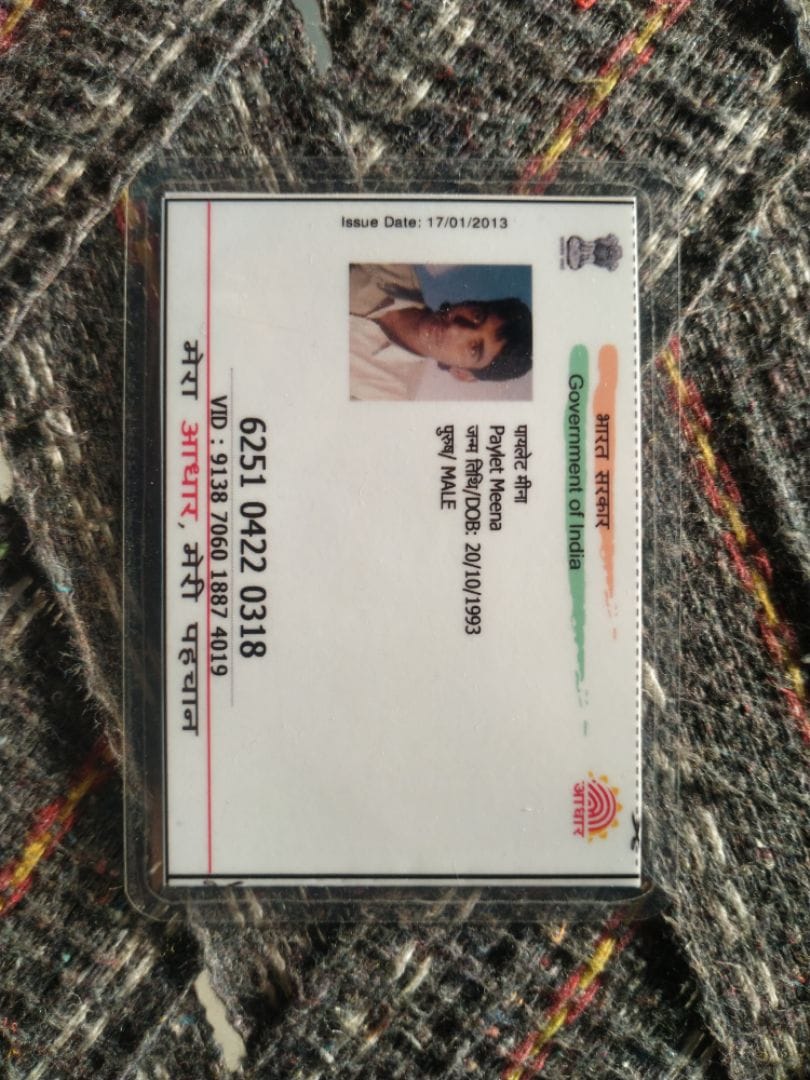 भारत सरकार
Government of India
Issue Date: 17/01/2013
पायलेट मीना
Paylet Meena
जन्म तिथि/DOB: 20/10/1993
पुरुष/ MALE
6251 0422 0318
VID : 9138 7060 1887 4019
मेरा आधार, मेरी पहचान
आधार